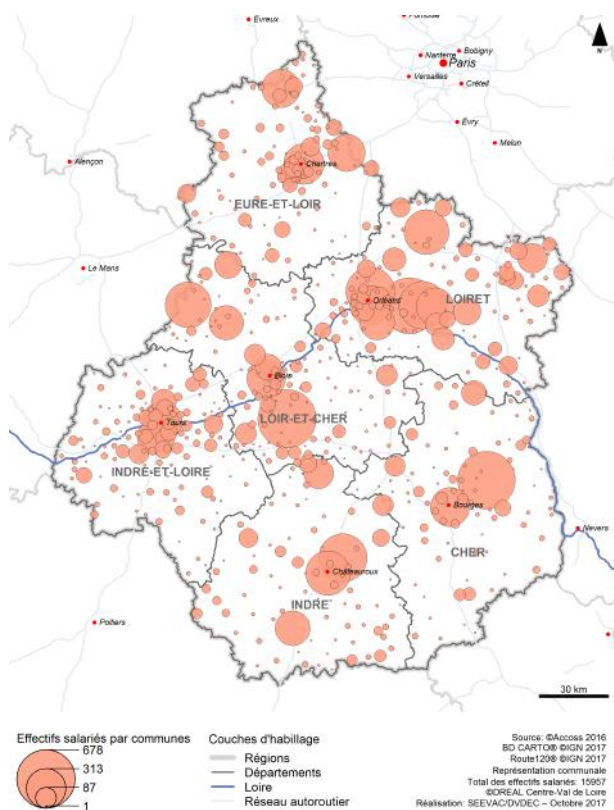 Evreux
Pontoise
Nanterre
Bobigny
Paris
Versailles
Créteil
Évry
Melun
Alençon
Chartres
EURE-ET-LOIR
Le Mans
Orléans
LOIRET
Blois
LOIR-ET-CHER
Tours
INDRE-ET-LOIRE
Bourges
Nevers
CHER
Châteauroux
INDRE
Poitiers
30 km
Effectifs salariés par communes
678
313
87
1
Couches d'habillage
Régions
Départements
Loire
Réseau autoroutier
Source: ©Accoss 2016
BD CARTO® ©IGN 2017
Route120® ©IGN 2017
Représentation communale
Total des effectifs salariés: 15957
©DREAL Centre-Val de Loire
Réalisation: SEEVAC/DVDEC – Octobre 2017